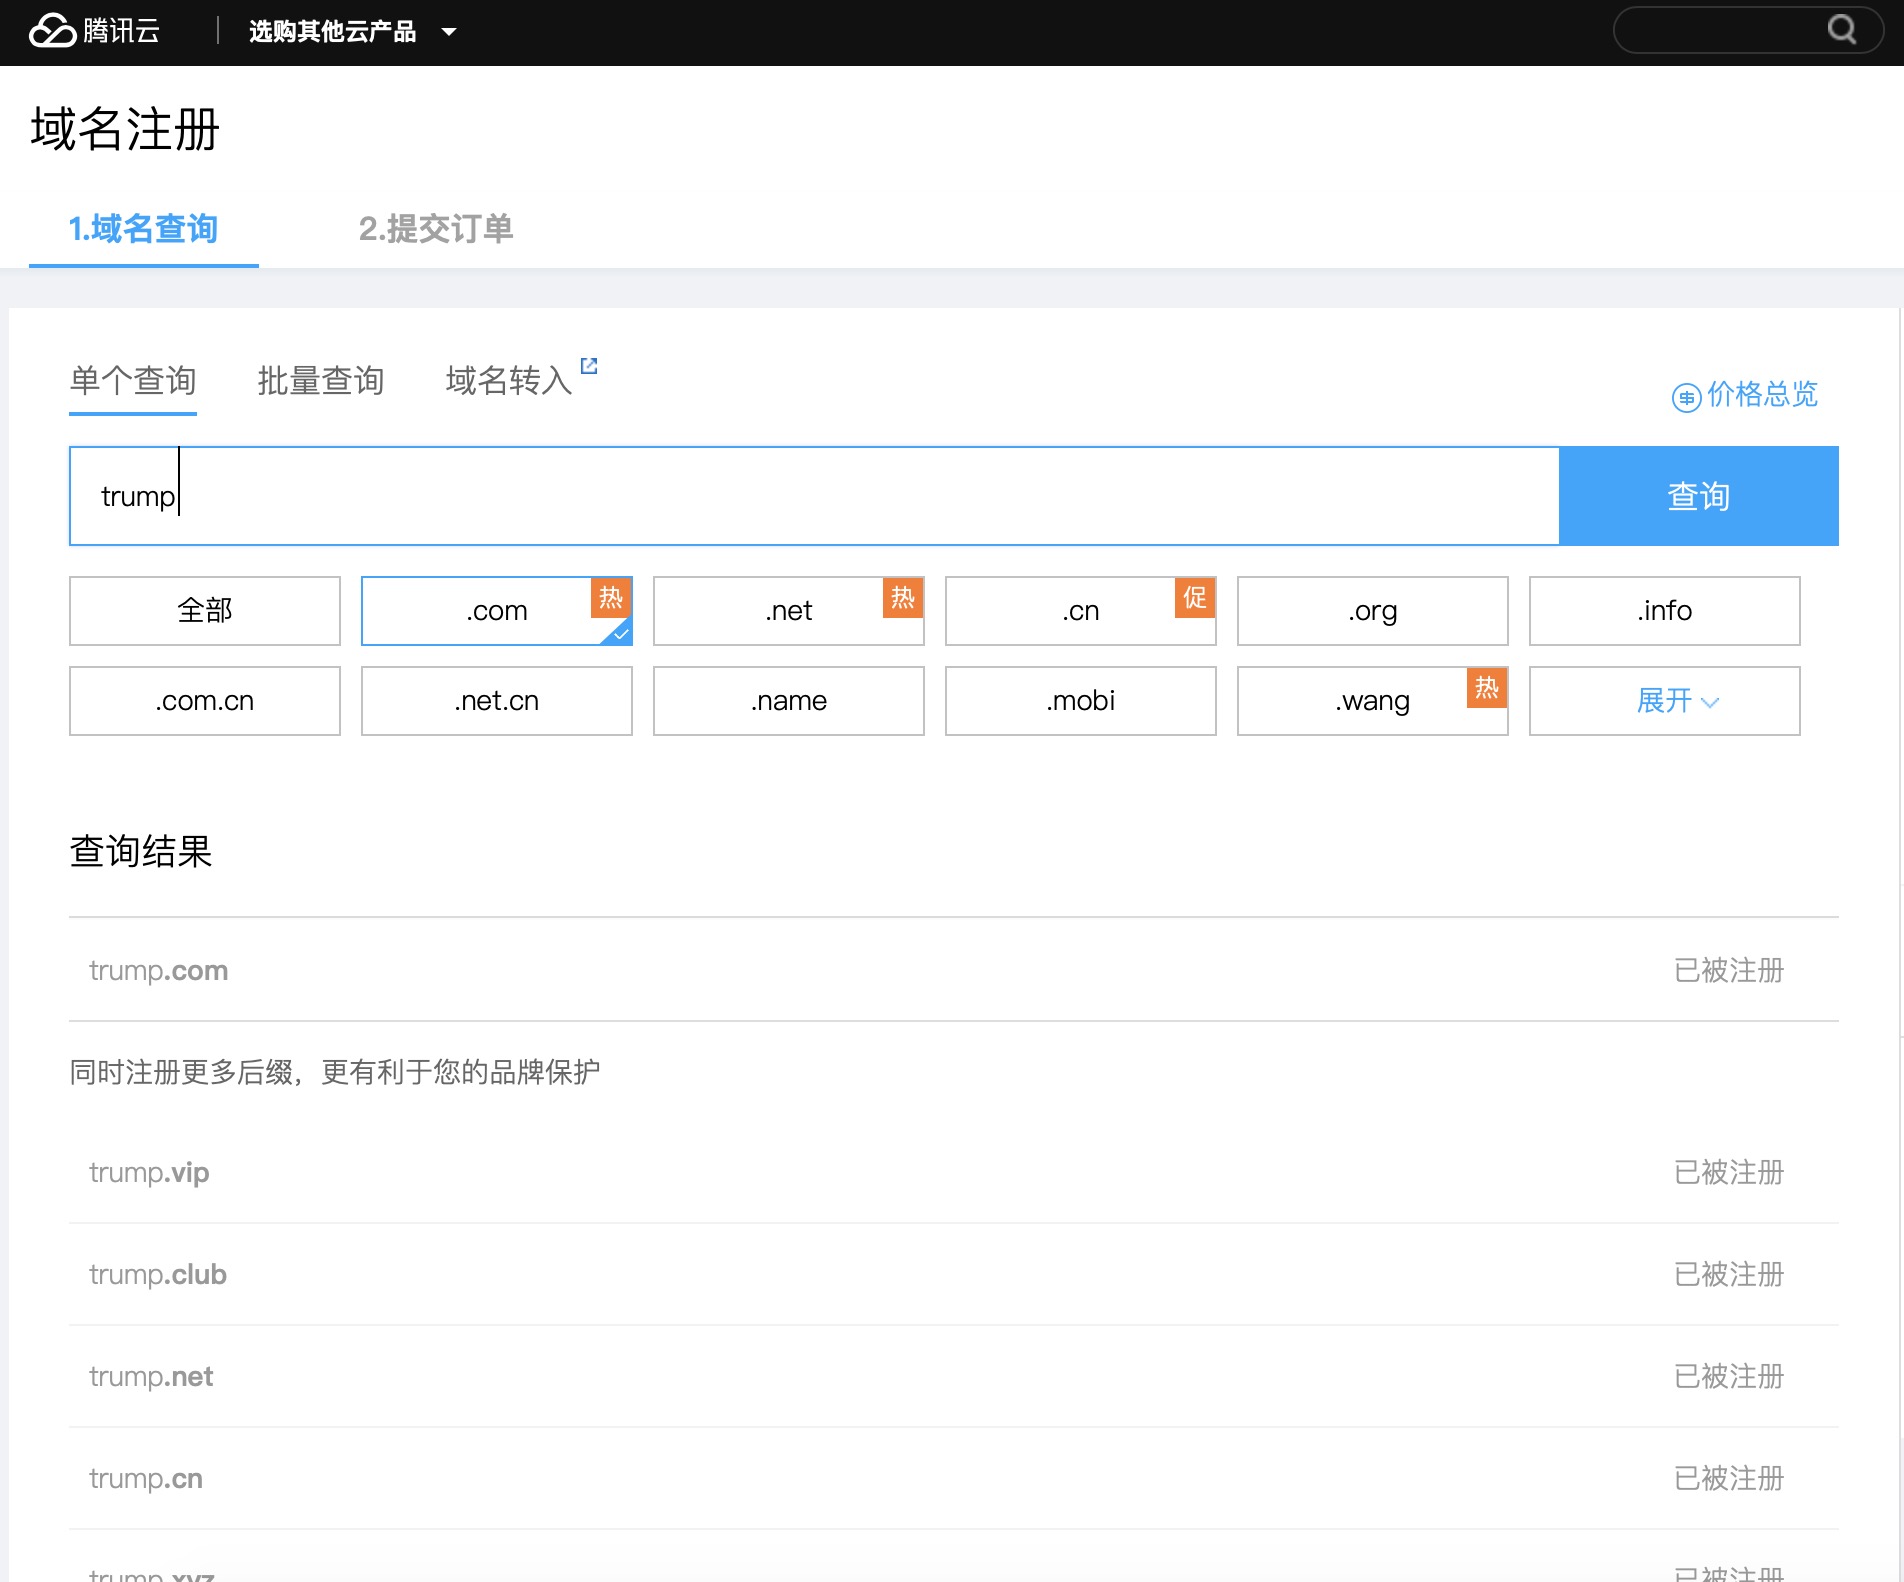 腾讯云 选购其他云产品
域名注册
1.域名查询 2.提交订单
单个查询 批量查询 域名转入
价格总览
trump 查询
全部 .com 热 .net 热 .cn 促 .org .info
.com.cn .net.cn .name .mobi .wang 热 展开
查询结果
trump.com 已被注册
同时注册更多后缀，更有利于您的品牌保护
trump.vip 已被注册
trump.club 已被注册
trump.net 已被注册
trump.cn 已被注册
trump.xyz 已被注册